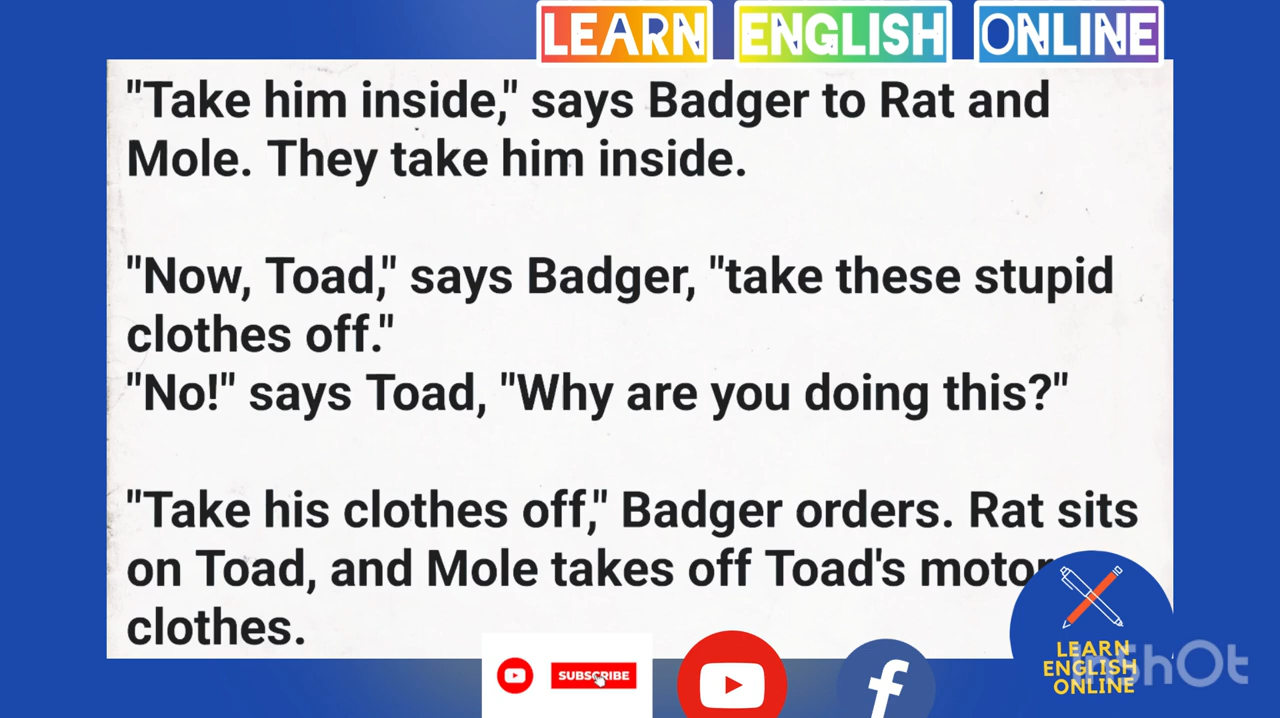 LEARN ENGLISH ONLINE
"Take him inside," says Badger to Rat and
Mole. They take him inside.
"Now, Toad," says Badger, "take these stupid
clothes off."
"No!" says Toad, "Why are you doing this?"
"Take his clothes off," Badger orders. Rat sits
on Toad, and Mole takes off Toad's motor
clothes.
SUBSCRIBE
LEARN
ENGLISH
ONLINE